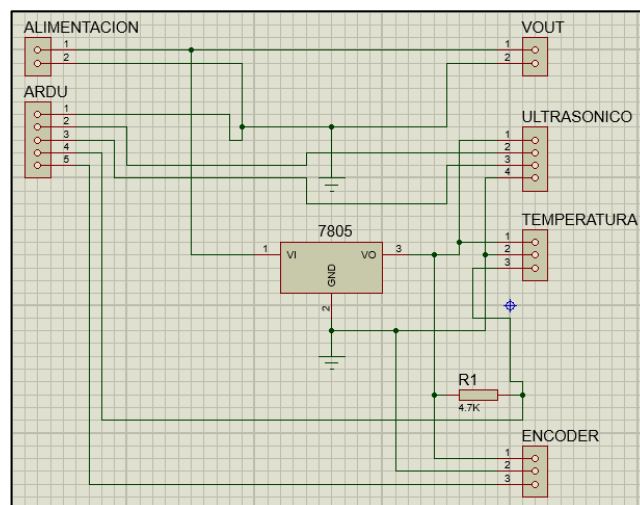 ALIMENTACION
1
2
VOUT
1
2
ARDU
1
2
3
4
5
ULTRASONICO
1
2
3
4
7805
1 VI VO 3
GND
2
TEMPERATURA
1
2
3
R1
4.7K
ENCODER
1
2
3